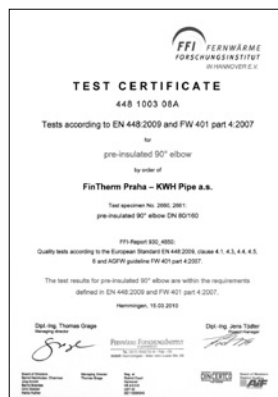 FFI FERNWÄRME
FORSCHUNGSINSTITUT
IN HANNOVER E.V.
TEST CERTIFICATE
448 1003 08A
Tests according to EN 448:2009 and FW 401 part 4:2007
for
pre-insulated 90° elbow
by order of
FinTherm Praha – KWH Pipe a.s.
Test specimen No. 2660, 2661:
pre-insulated 90° elbow DN 80/160
FFI-Report 930_4850:
Quality tests according to the European Standard EN 448:2009, clause 4.1, 4.3, 4.4, 4.5,
6 and AGFW guideline FW 401 part 4:2007.
The test results for pre-insulated 90° elbow are within the requirements
defined in EN 448:2009 and FW 401 part 4:2007.
Hemmingen, 15.03.2010
Dipl.-Ing. Thomas Grage
Managing director
Dipl.-Ing. Jens Tödter
Project manager